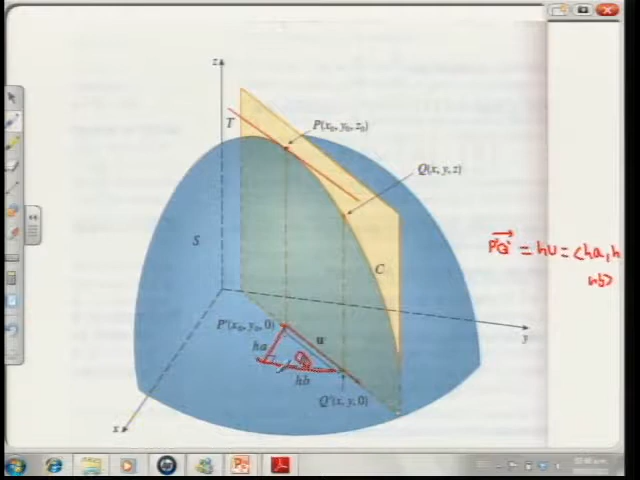 z
T
P(x₀, y₀, z₀)
Q(x, y, z)
S
P'Q' = hu = <ha, h
hb>
C
P'(x₀, y₀, 0)
y
u
ha
hb
Q'(x, y, 0)
x